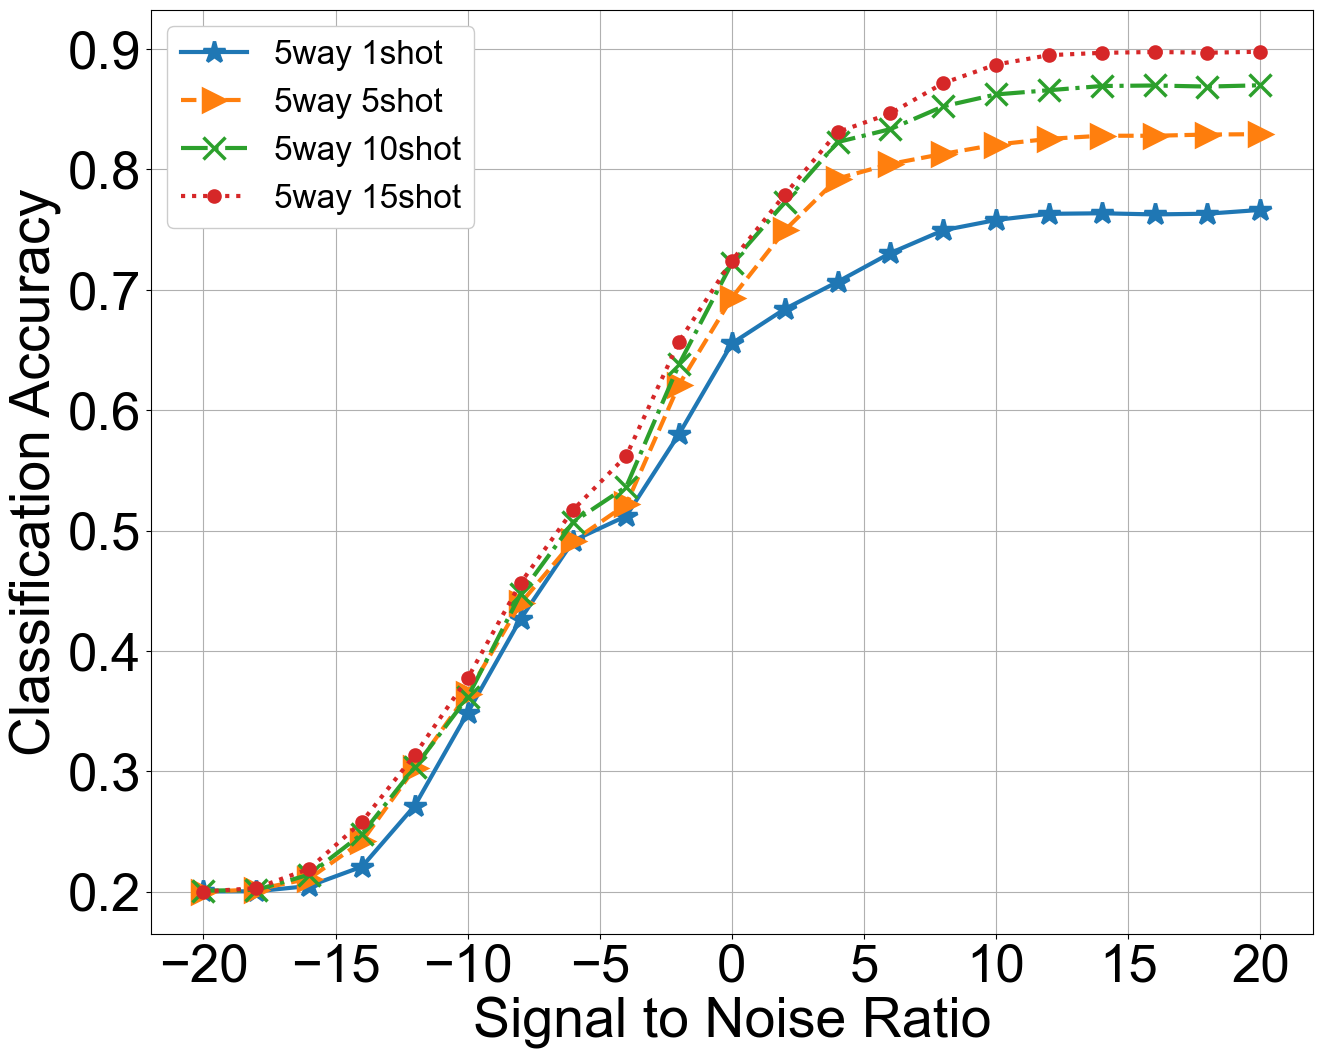 5way 1shot
5way 5shot
5way 10shot
5way 15shot
Classification Accuracy
0.9
0.8
0.7
0.6
0.5
0.4
0.3
0.2
−20 −15 −10 −5 0 5 10 15 20
Signal to Noise Ratio